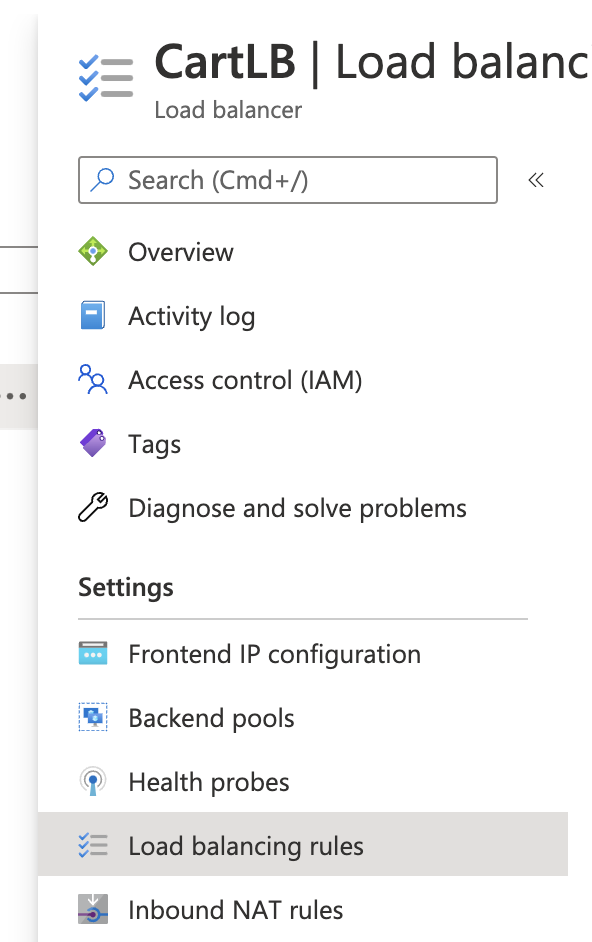 CartLB | Load balanc
Load balancer
Search (Cmd+/)
«
Overview
Activity log
Access control (IAM)
Tags
Diagnose and solve problems
Settings
Frontend IP configuration
Backend pools
Health probes
Load balancing rules
Inbound NAT rules